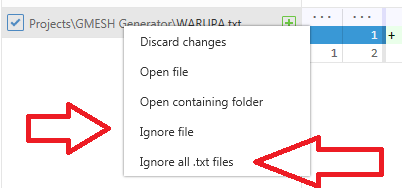 Projects\GMESH Generator\WARUPA.txt
... ...
1 +
1 2
Discard changes
Open file
Open containing folder
Ignore file
Ignore all .txt files